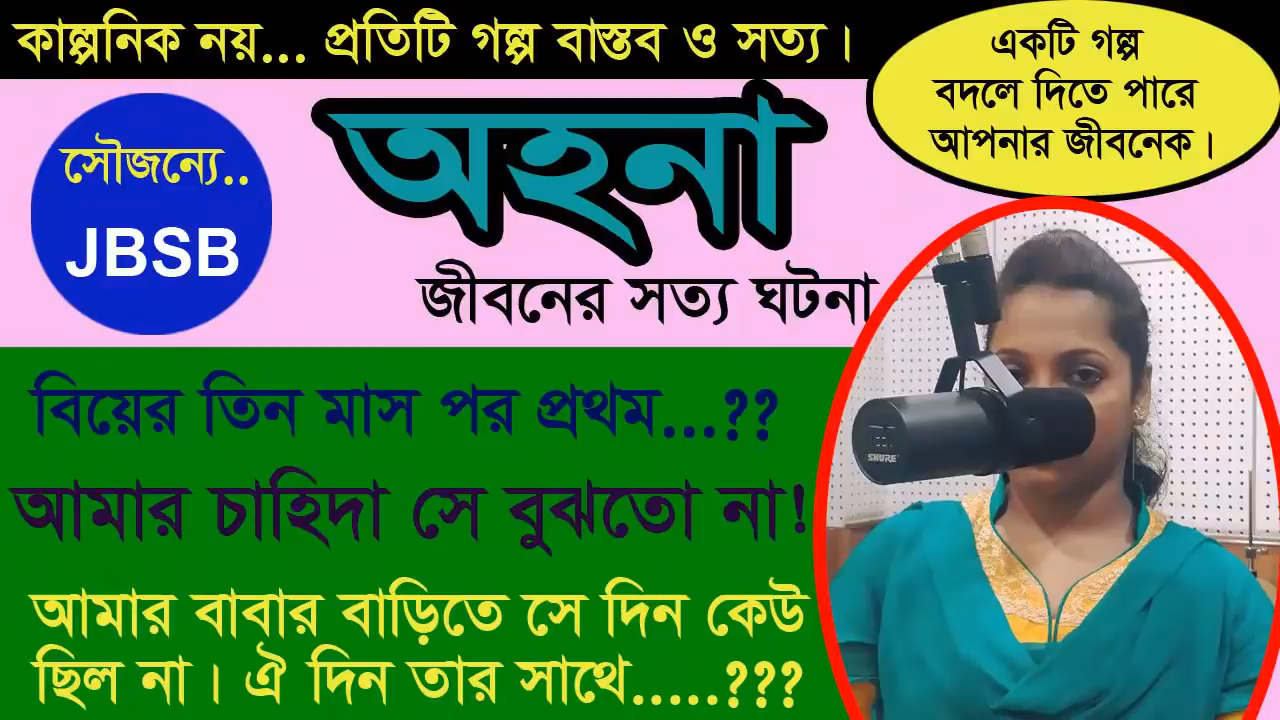 কাল্পনিক নয়... প্রতিটি গল্প বাস্তব ও সত্য।
একটি গল্প
বদলে দিতে পারে
আপনার জীবনেক।
সৌজন্যে..
JBSB
অহনা
জীবনের সত্য ঘটনা
বিয়ের তিন মাস পর প্রথম...??
আমার চাহিদা সে বুঝতো না!
আমার বাবার বাড়িতে সে দিন কেউ
ছিল না। ঐ দিন তার সাথে.....???
SHURE